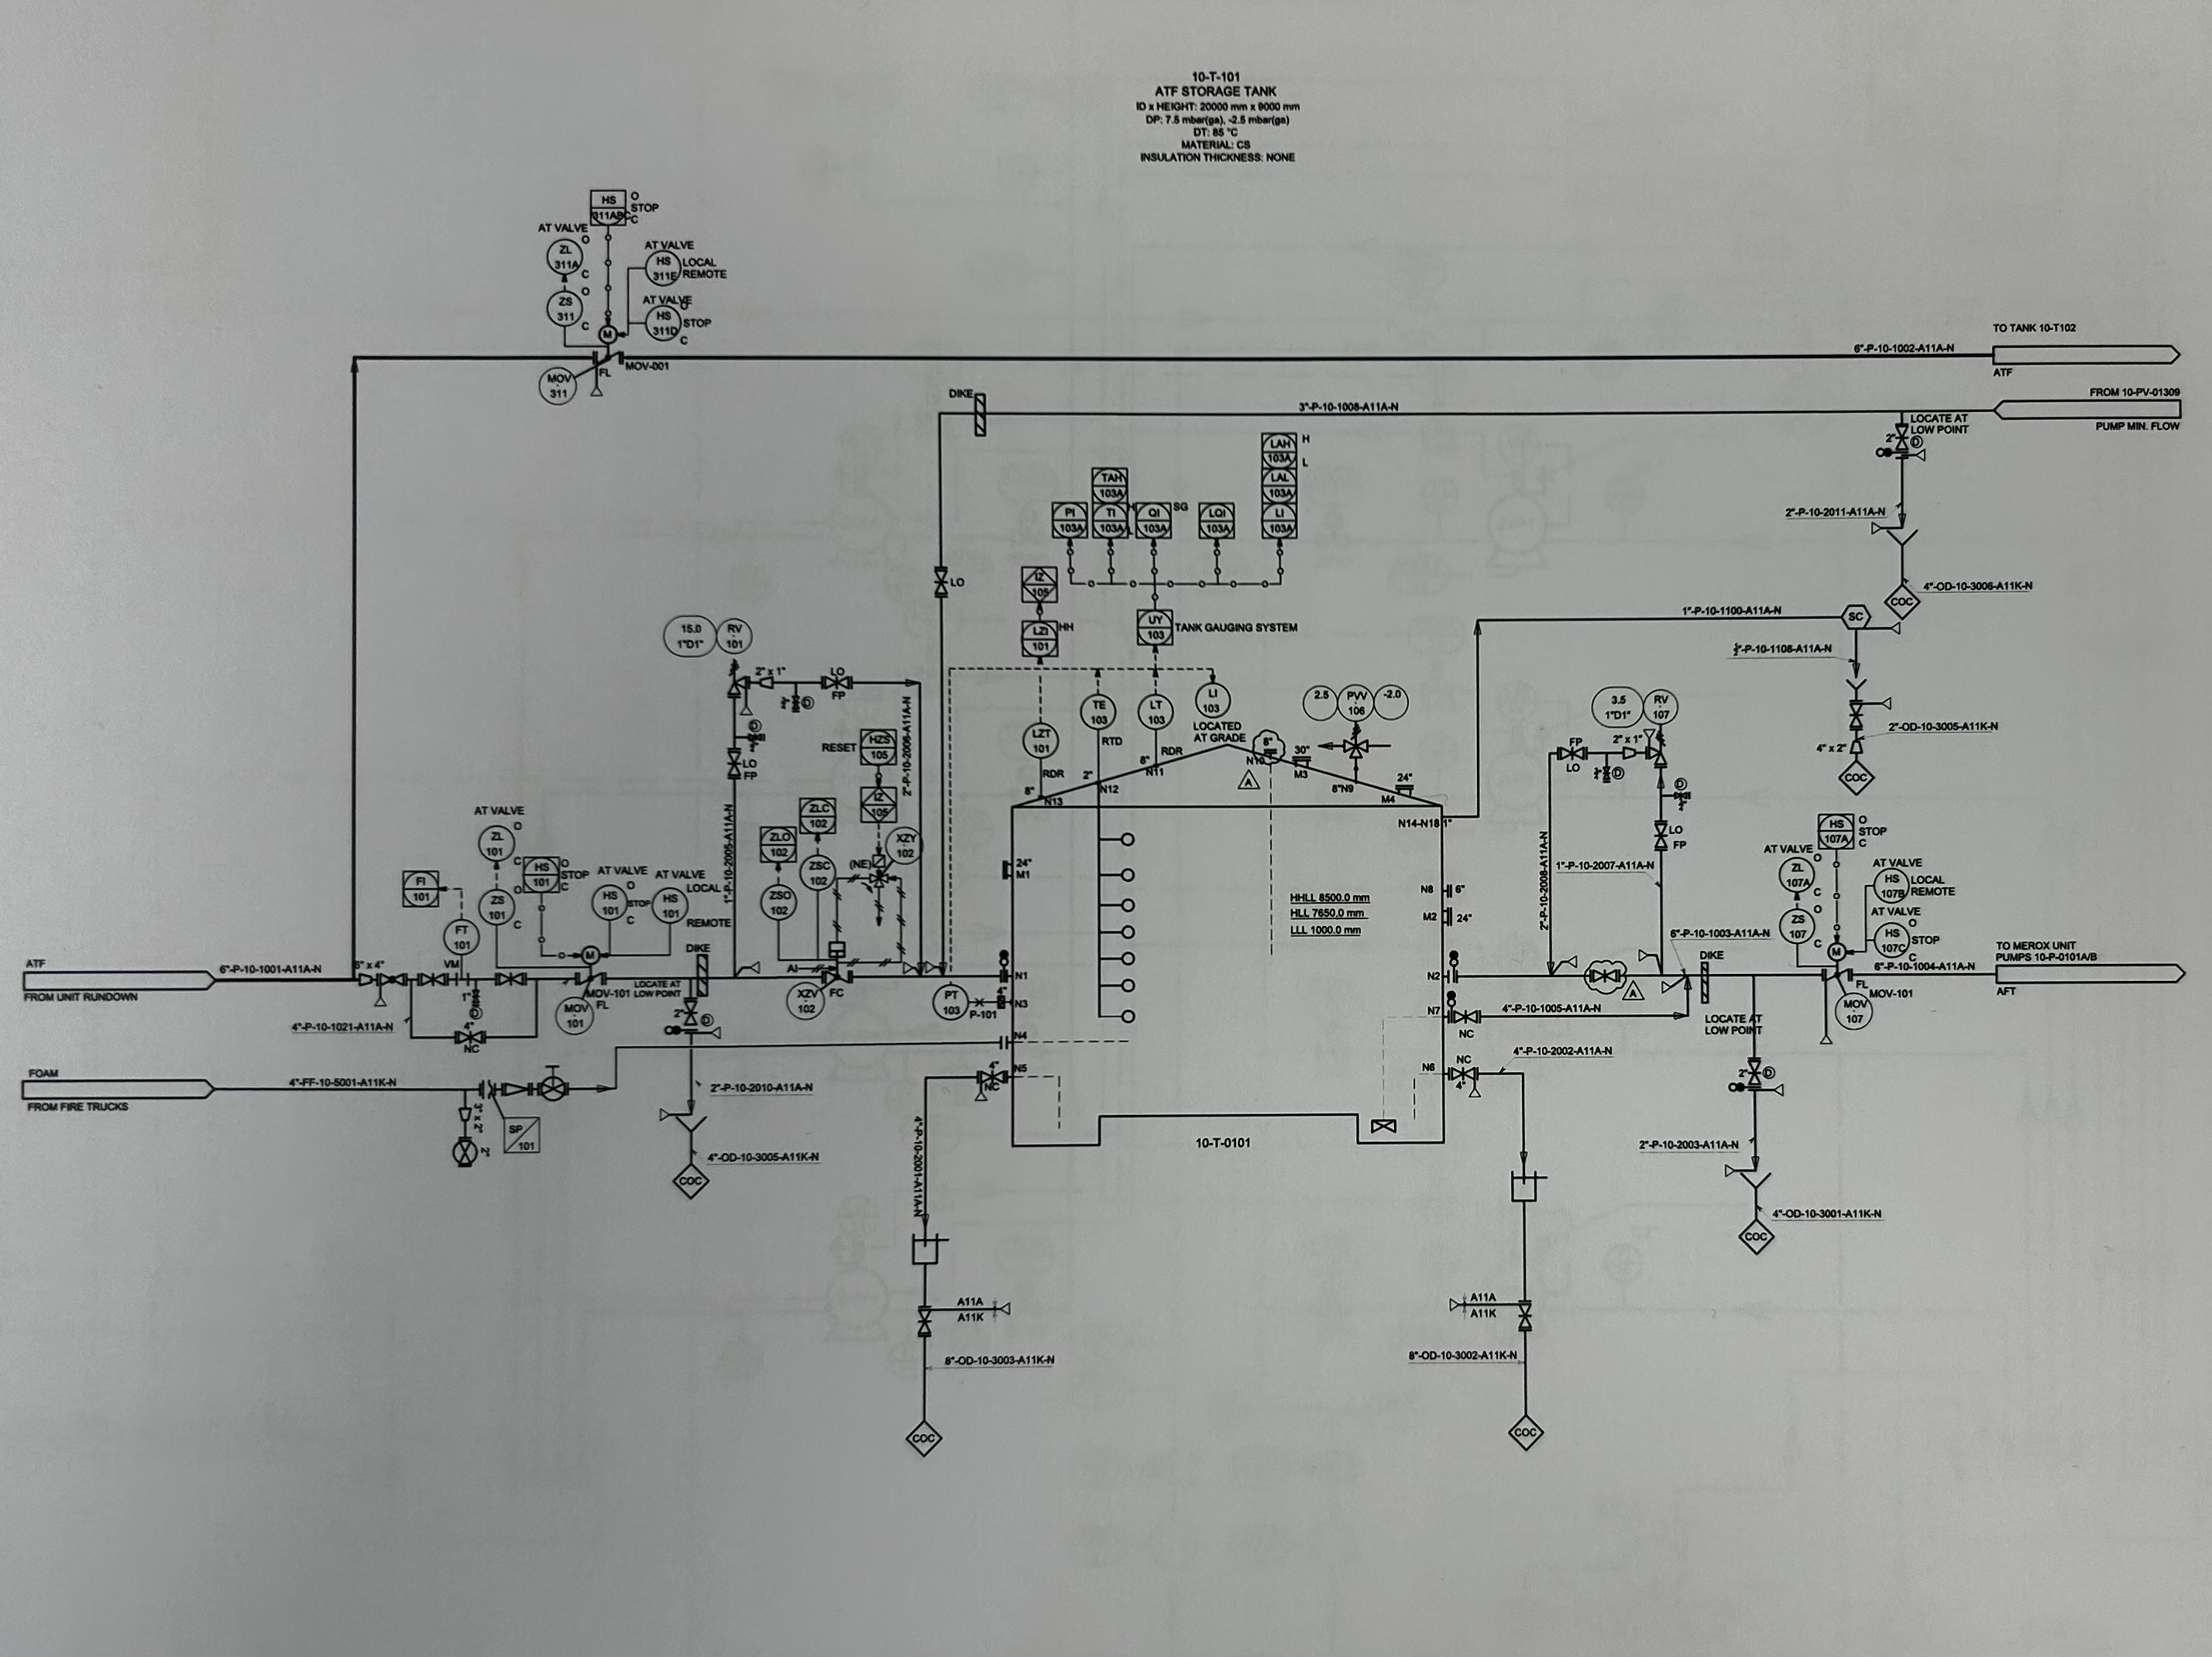 10-T-101
ATF STORAGE TANK
ID x HEIGHT: 20000 mm x 9000 mm
DP: 7.5 mbar(ga), -2.5 mbar(ga)
DT: 85 °C
MATERIAL: CS
INSULATION THICKNESS: NONE
HS
311ABC
O
STOP
C
AT VALVE
ZL
311A
O
C
AT VALVE
HS
311E
LOCAL
REMOTE
ZS
311
O
C
AT VALVE
HS
311D
O
STOP
C
M
MOV-001
FL
MOV
311
6"-P-10-1002-A11A-N
TO TANK 10-T102
ATF
DIKE
3"-P-10-1008-A11A-N
FROM 10-PV-01309
PUMP MIN. FLOW
LOCATE AT
LOW POINT
2"
D
2"-P-10-2011-A11A-N
4"-OD-10-3006-A11K-N
COC
LAH
103A
H
L
LAL
103A
LI
103A
TAH
103A
TI
103A
PI
103A
QI
103A
SG
LQI
103A
LO
IZ
105
LZI
101
HH
UY
103
TANK GAUGING SYSTEM
1"-P-10-1100-A11A-N
SC
-P-10-1108-A11A-N
2"-OD-10-3005-A11K-N
4" x 2"
COC
15.0
1"D1"
RV
101
2" x 1"
LO
FP
D
D
LO
FP
1"-P-10-2005-A11A-N
2"-P-10-2006-A11A-N
RESET
HZS
105
IZ
105
XZY
102
(NE)
ZLC
102
ZLO
102
ZSC
102
ZSO
102
AI
XZV
102
FC
LZT
101
RDR
TE
103
RTD
LT
103
RDR
LI
103
LOCATED
AT GRADE
8"
N13
2"
N12
8"
N11
8"
N10
A
30"
M3
2.5
PVV
106
-2.0
8"N9
24"
M4
N14-N18
1"
24"
M1
N8
6"
M2
24"
HHLL 8500.0 mm
HLL 7650.0 mm
LLL 1000.0 mm
N1
N2
N3
4"
PT
103
P-101
N4
N5
4"
NC
N7
NC
N6
NC
4"
10-T-0101
3.5
1"D1"
RV
107
FP
LO
2" x 1"
D
D
LO
FP
2"-P-10-2008-A11A-N
1"-P-10-2007-A11A-N
A
6"-P-10-1003-A11A-N
DIKE
4"-P-10-1005-A11A-N
4"-P-10-2002-A11A-N
HS
107A
O
STOP
C
AT VALVE
ZL
107A
O
C
AT VALVE
HS
107B
LOCAL
REMOTE
ZS
107
O
C
AT VALVE
HS
107C
O
STOP
C
M
FL
MOV-101
MOV
107
6"-P-10-1004-A11A-N
TO MEROX UNIT
PUMPS 10-P-0101A/B
AFT
LOCATE AT
LOW POINT
2"
D
2"-P-10-2003-A11A-N
4"-OD-10-3001-A11K-N
COC
ATF
FROM UNIT RUNDOWN
6"-P-10-1001-A11A-N
6" x 4"
FI
101
FT
101
VM
1"
D
4"-P-10-1021-A11A-N
4"
NC
AT VALVE
ZL
101
O
C
ZS
101
O
C
HS
101
O
STOP
C
AT VALVE
HS
101
O
STOP
C
AT VALVE
HS
101
LOCAL
REMOTE
M
MOV-101
FL
MOV
101
LOCATE AT
LOW POINT
DIKE
2"
D
2"-P-10-2010-A11A-N
4"-OD-10-3005-A11K-N
COC
FOAM
FROM FIRE TRUCKS
4"-FF-10-5001-A11K-N
3" x 2"
2"
SP
101
4"-P-10-2001-A11A-N
A11A
A11K
8"-OD-10-3003-A11K-N
COC
A11A
A11K
8"-OD-10-3002-A11K-N
COC